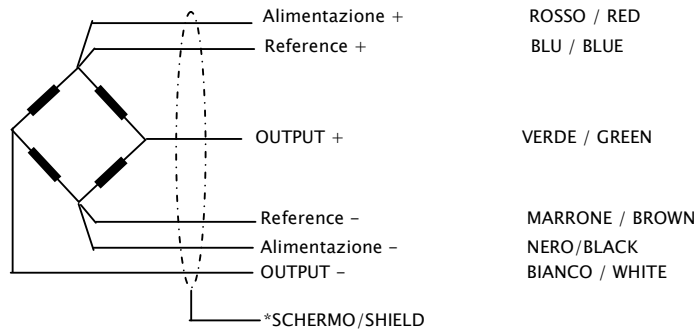 Alimentazione + ROSSO / RED
Reference + BLU / BLUE
OUTPUT + VERDE / GREEN
Reference - MARRONE / BROWN
Alimentazione - NERO/BLACK
OUTPUT - BIANCO / WHITE
*SCHERMO/SHIELD